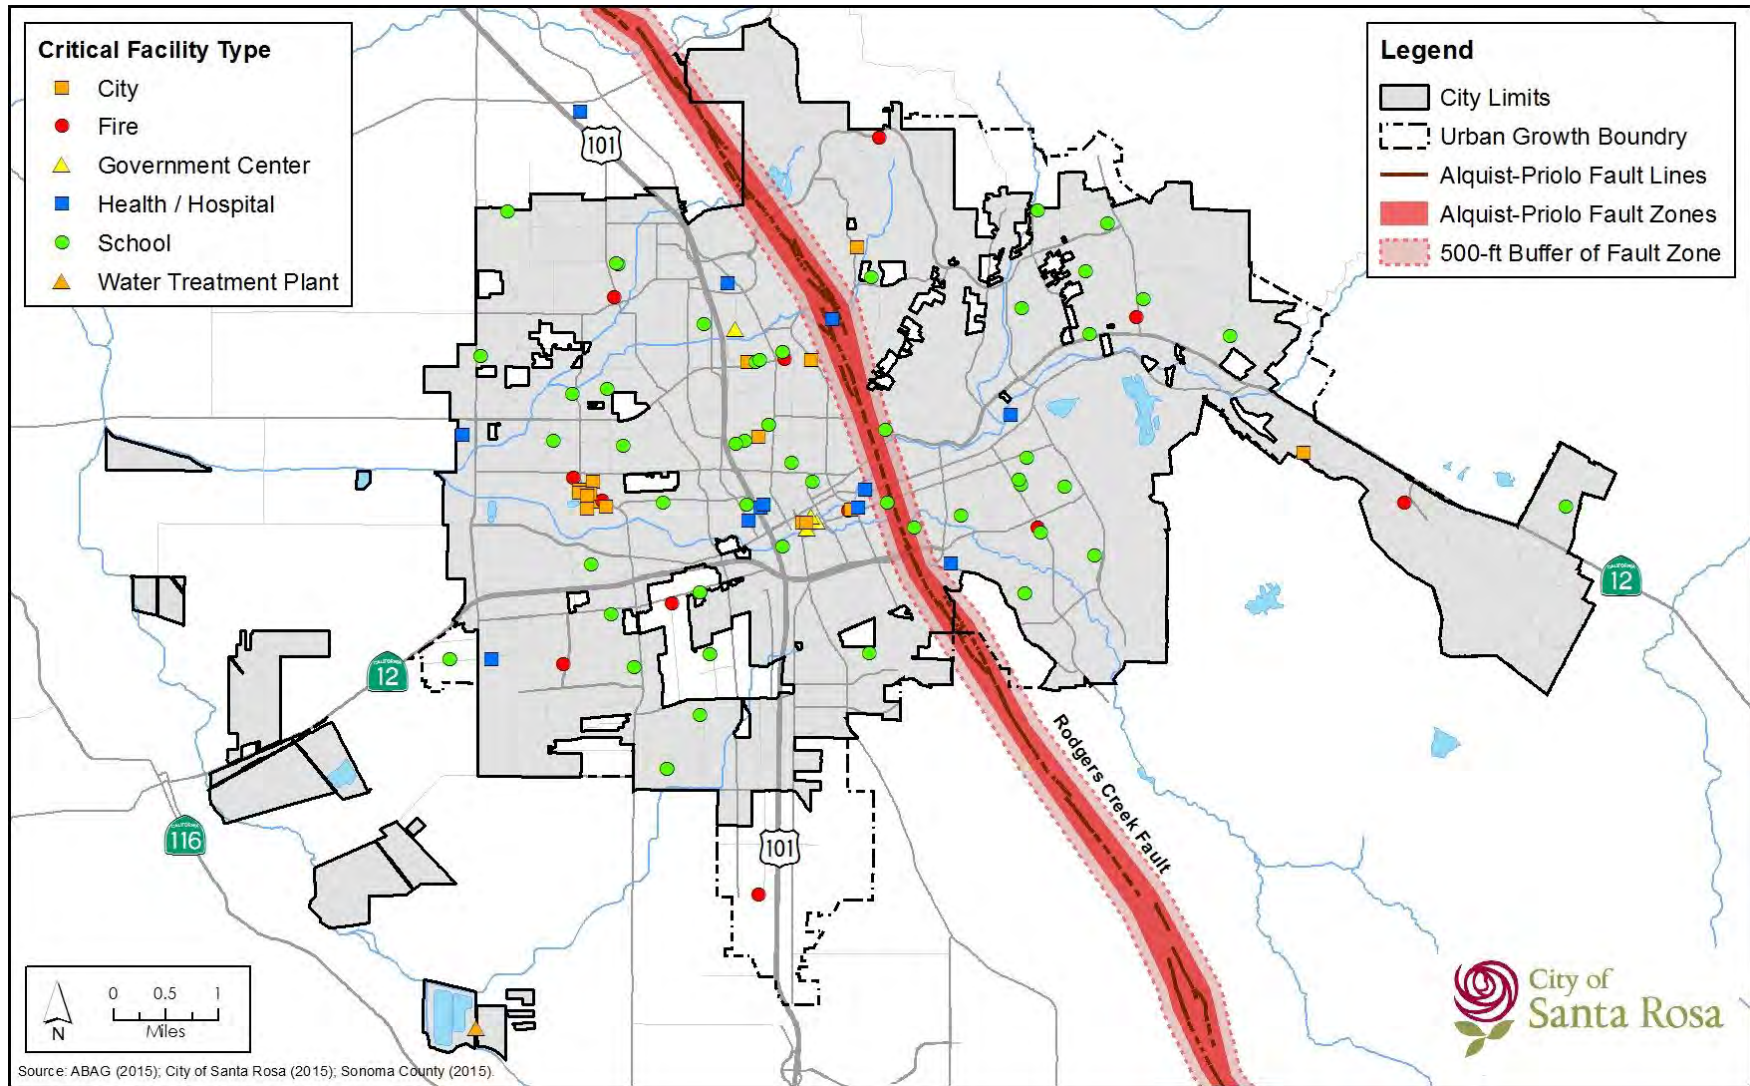 Critical Facility Type
City
Fire
Government Center
Health / Hospital
School
Water Treatment Plant
Legend
City Limits
Urban Growth Boundry
Alquist-Priolo Fault Lines
Alquist-Priolo Fault Zones
500-ft Buffer of Fault Zone
101
CALIFORNIA
12
CALIFORNIA
12
Rodgers Creek Fault
CALIFORNIA
116
101
N
0 0.5 1
Miles
City of
Santa Rosa
Source: ABAG (2015); City of Santa Rosa (2015); Sonoma County (2015).